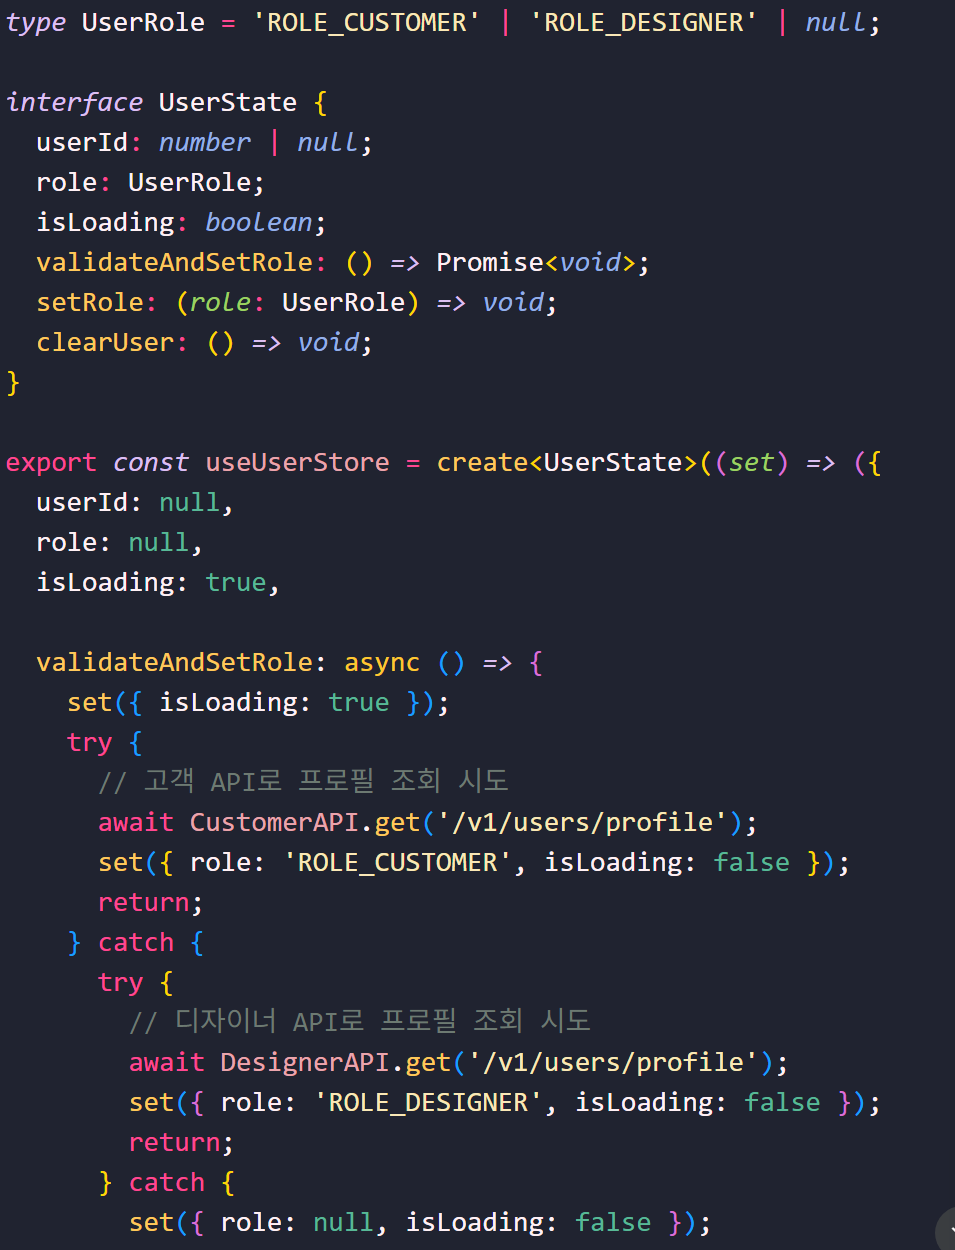 type UserRole = 'ROLE_CUSTOMER' | 'ROLE_DESIGNER' | null;

interface UserState {
  userId: number | null;
  role: UserRole;
  isLoading: boolean;
  validateAndSetRole: () => Promise<void>;
  setRole: (role: UserRole) => void;
  clearUser: () => void;
}

export const useUserStore = create<UserState>((set) => ({
  userId: null,
  role: null,
  isLoading: true,

  validateAndSetRole: async () => {
    set({ isLoading: true });
    try {
      // 고객 API로 프로필 조회 시도
      await CustomerAPI.get('/v1/users/profile');
      set({ role: 'ROLE_CUSTOMER', isLoading: false });
      return;
    } catch {
      try {
        // 디자이너 API로 프로필 조회 시도
        await DesignerAPI.get('/v1/users/profile');
        set({ role: 'ROLE_DESIGNER', isLoading: false });
        return;
      } catch {
        set({ role: null, isLoading: false });